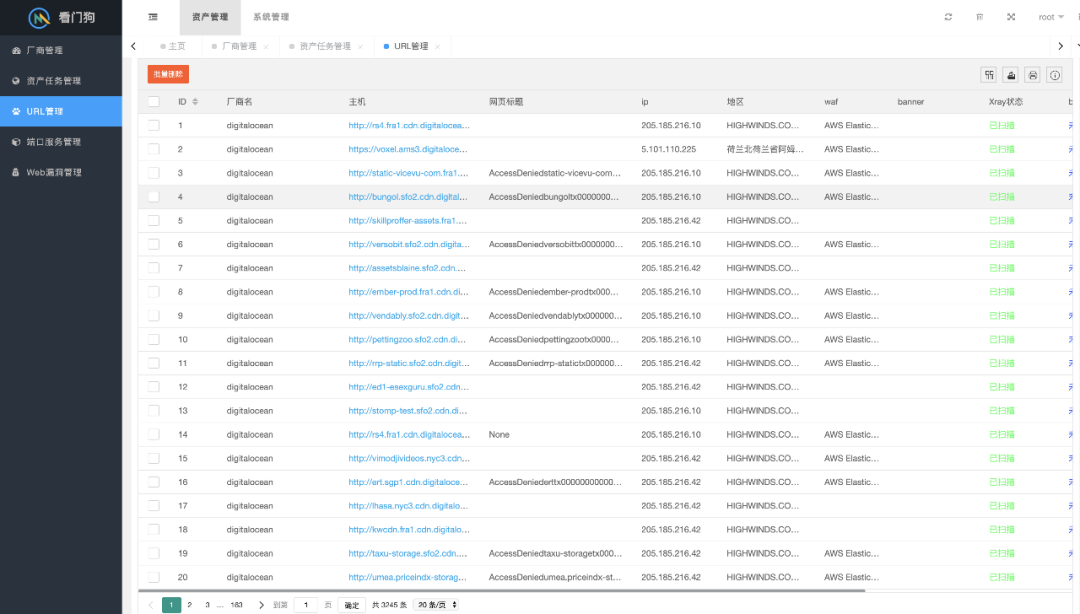 看门狗
资产管理 系统管理 root
厂商管理
资产任务管理
URL管理
端口服务管理
Web漏洞管理
主页 厂商管理 资产任务管理 URL管理
批量删除
ID 厂商名 主机 网页标题 ip 地区 waf banner Xray状态
1 digitalocean http://rs4.fra1.cdn.digitalocea... 205.185.216.10 HIGHWINDS.CO... AWS Elastic... 已扫描
2 digitalocean https://voxel.ams3.digitaloce... 5.101.110.225 荷兰北荷兰省阿姆... AWS Elastic... 已扫描
3 digitalocean http://static-vicevu-com.fra1.... AccessDeniedstatic-vicevu-com... 205.185.216.10 HIGHWINDS.CO... AWS Elastic... 已扫描
4 digitalocean http://bungol.sfo2.cdn.digital... AccessDeniedbungoltx0000000... 205.185.216.10 HIGHWINDS.CO... AWS Elastic... 已扫描
5 digitalocean http://skillproffer-assets.fra1.... 205.185.216.42 HIGHWINDS.CO... 已扫描
6 digitalocean http://versobit.sfo2.cdn.digita... AccessDeniedversobittx0000000... 205.185.216.10 HIGHWINDS.CO... AWS Elastic... 已扫描
7 digitalocean http://assetsblaine.sfo2.cdn.... 205.185.216.42 HIGHWINDS.CO... 已扫描
8 digitalocean http://ember-prod.fra1.cdn.di... AccessDeniedember-prodtx000... 205.185.216.10 HIGHWINDS.CO... AWS Elastic... 已扫描
9 digitalocean http://vendably.sfo2.cdn.digit... AccessDeniedvendablytx000000... 205.185.216.10 HIGHWINDS.CO... AWS Elastic... 已扫描
10 digitalocean http://pettingzoo.sfo2.cdn.di... AccessDeniedpettingzootx0000... 205.185.216.10 HIGHWINDS.CO... AWS Elastic... 已扫描
11 digitalocean http://rrp-static.sfo2.cdn.digit... AccessDeniedrrp-statictx000000... 205.185.216.42 HIGHWINDS.CO... AWS Elastic... 已扫描
12 digitalocean http://ed1-esexguru.sfo2.cdn... 205.185.216.42 HIGHWINDS.CO... 已扫描
13 digitalocean http://stomp-test.sfo2.cdn.di... 205.185.216.10 HIGHWINDS.CO... 已扫描
14 digitalocean http://rs4.fra1.cdn.digitalocea... None 205.185.216.10 HIGHWINDS.CO... AWS Elastic... 已扫描
15 digitalocean http://vimodjivideos.nyc3.cdn... 205.185.216.42 HIGHWINDS.CO... AWS Elastic... 已扫描
16 digitalocean http://ert.sgp1.cdn.digitaloce... AccessDeniederttx00000000000... 205.185.216.42 HIGHWINDS.CO... AWS Elastic... 已扫描
17 digitalocean http://lhasa.nyc3.cdn.digitalo... 205.185.216.42 HIGHWINDS.CO... 已扫描
18 digitalocean http://kwcdn.fra1.cdn.digitalo... 205.185.216.42 HIGHWINDS.CO... 已扫描
19 digitalocean http://taxu-storage.sfo2.cdn.... AccessDeniedtaxu-storagetx000... 205.185.216.42 HIGHWINDS.CO... AWS Elastic... 已扫描
20 digitalocean http://umea.priceindx-storag... AccessDeniedumea.priceindx-st... 205.185.216.42 HIGHWINDS.CO... AWS Elastic... 已扫描
1 2 3 ... 163 到第 1 页 确定 共 3245 条 20 条/页